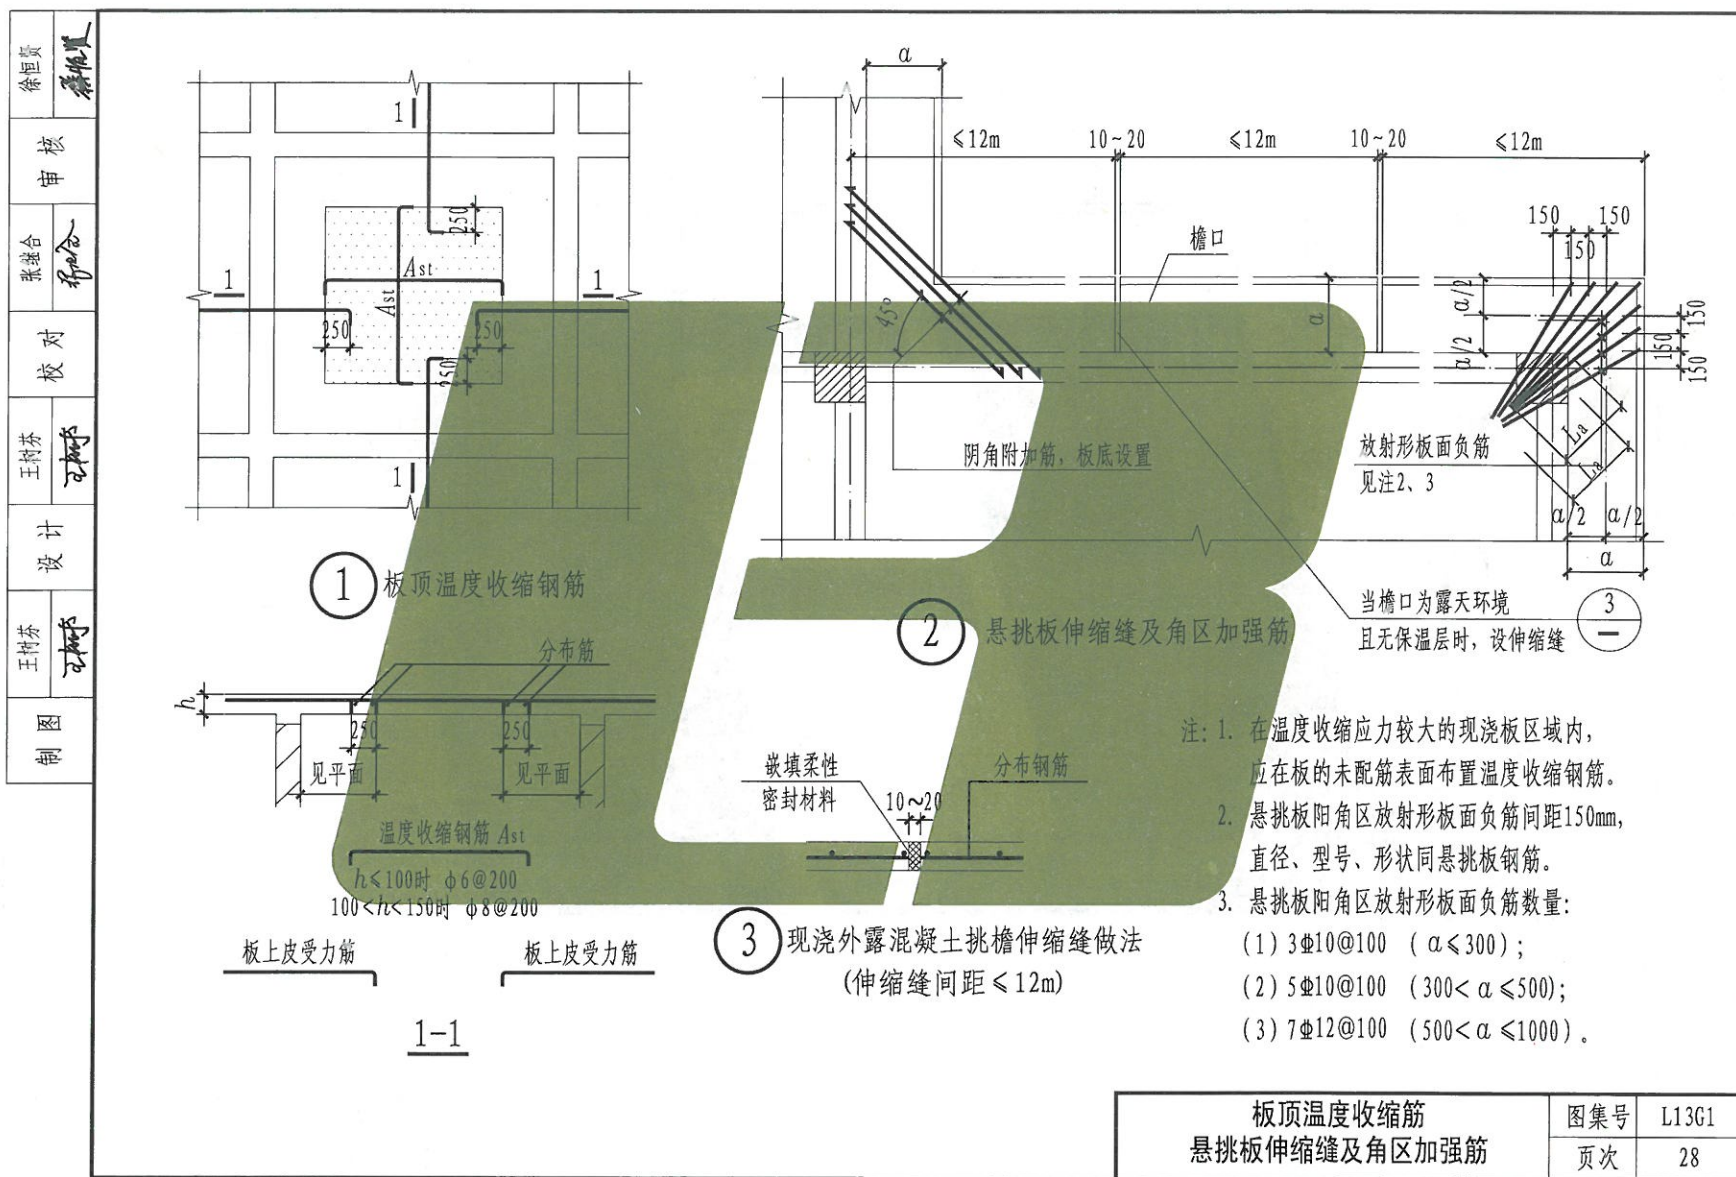 徐恒赟
审核
张继合
校对
王树芬
设计
王树芬
制图
1
1
1
1
250
250
250
250
Ast
Ast
① 板顶温度收缩钢筋
分布筋
h
250
250
见平面
见平面
温度收缩钢筋 Ast
h≤100时 ϕ6@200
100<h<150时 ϕ8@200
板上皮受力筋
板上皮受力筋
1-1
a
≤12m
10~20
≤12m
10~20
≤12m
檐口
45°
a
150
150
150
a/2
a/2
150
150
150
阴角附加筋，板底设置
放射形板面负筋
见注2、3
La
La
a/2
a/2
a
② 悬挑板伸缩缝及角区加强筋
当檐口为露天环境
且无保温层时，设伸缩缝
3
—
嵌填柔性
密封材料
10~20
分布钢筋
③ 现浇外露混凝土挑檐伸缩缝做法
(伸缩缝间距≤12m)
注: 1. 在温度收缩应力较大的现浇板区域内，
应在板的未配筋表面布置温度收缩钢筋。
2. 悬挑板阳角区放射形板面负筋间距150mm，
直径、型号、形状同悬挑板钢筋。
3. 悬挑板阳角区放射形板面负筋数量：
(1) 3⏀10@100 (a≤300)；
(2) 5⏀10@100 (300<a≤500)；
(3) 7⏀12@100 (500<a≤1000)。
板顶温度收缩筋
悬挑板伸缩缝及角区加强筋
图集号 L13G1
页次 28